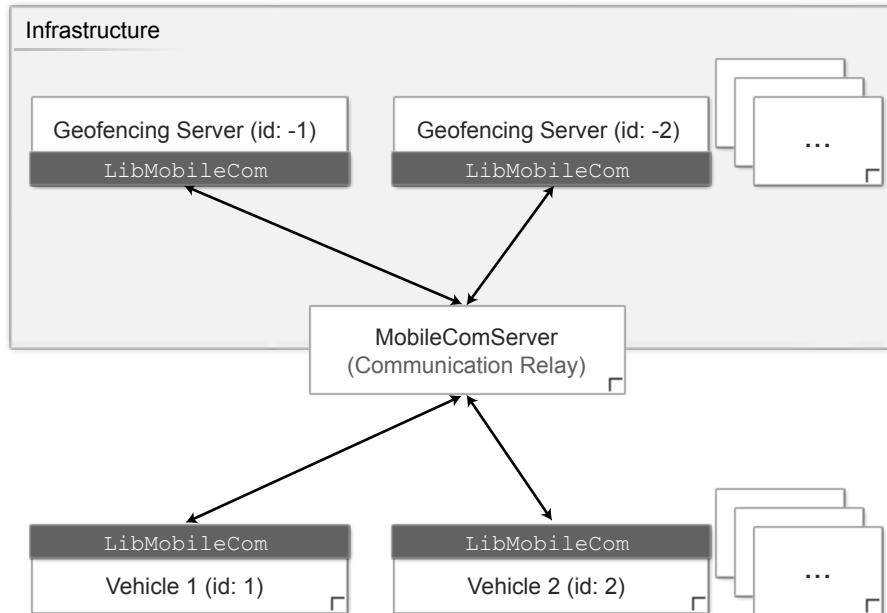 Infrastructure
Geofencing Server (id: -1)
LibMobileCom
Geofencing Server (id: -2)
LibMobileCom
...
MobileComServer
(Communication Relay)
LibMobileCom
Vehicle 1 (id: 1)
LibMobileCom
Vehicle 2 (id: 2)
...